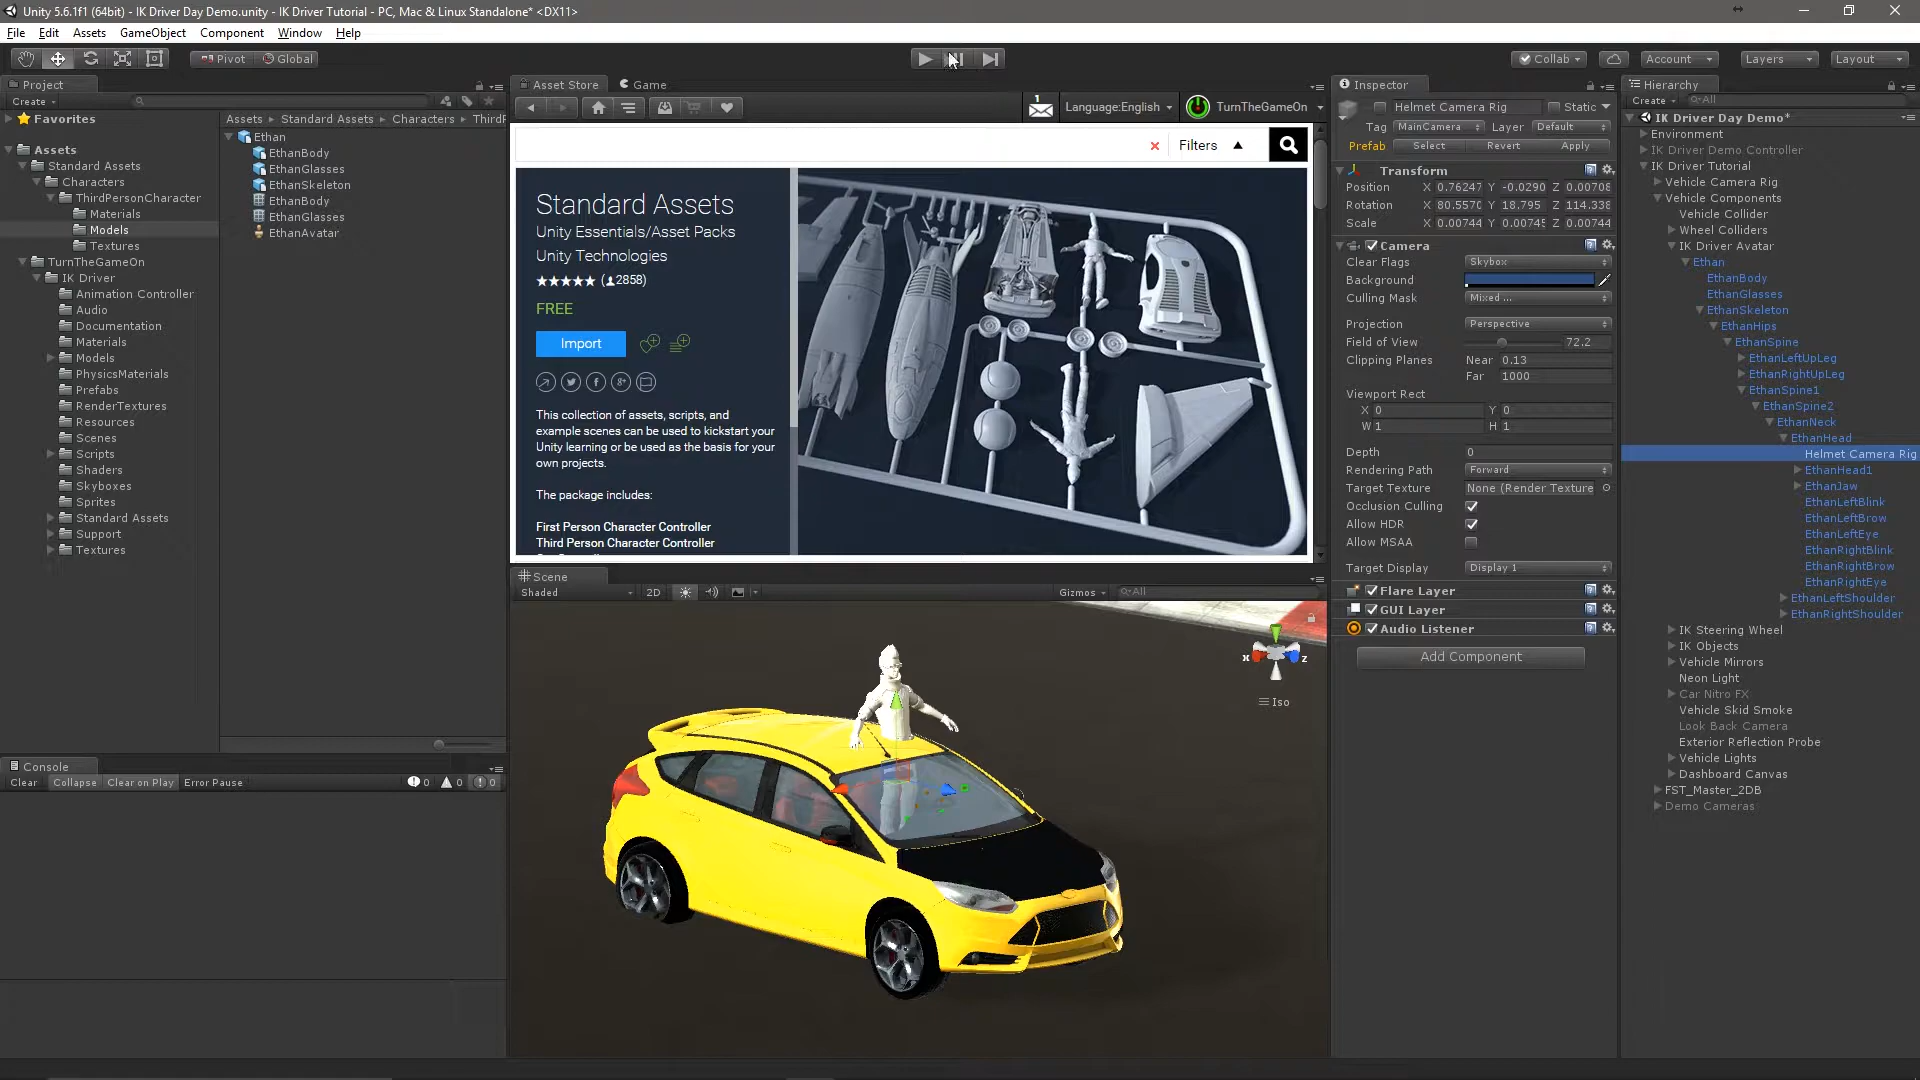 Unity 5.6.1f1 (64bit) - IK Driver Day Demo.unity - IK Driver Tutorial - PC, Mac & Linux Standalone* <DX11>
File Edit Assets GameObject Component Window Help
Pivot Global Collab Account Layers Layout
Project
Create
Favorites
Assets
Standard Assets
Characters
ThirdPersonCharacter
Materials
Models
Textures
TurnTheGameOn
IK Driver
Animation Controller
Audio
Documentation
Materials
Models
PhysicsMaterials
Prefabs
RenderTextures
Resources
Scenes
Scripts
Shaders
Skyboxes
Sprites
Standard Assets
Support
Textures
Assets ▸ Standard Assets ▸ Characters ▸ ThirdP
Ethan
EthanBody
EthanGlasses
EthanSkeleton
EthanBody
EthanGlasses
EthanAvatar
Console
Clear Collapse Clear on Play Error Pause 0 0 0
Asset Store Game
1 Language:English TurnTheGameOn
Filters
Standard Assets
Unity Essentials/Asset Packs
Unity Technologies
★★★★★ (2858)
FREE
Import
This collection of assets, scripts, and
example scenes can be used to kickstart your
Unity learning or be used as the basis for your
own projects.
The package includes:
First Person Character Controller
Third Person Character Controller
Scene
Shaded 2D Gizmos All
X Z
Iso
Inspector
Helmet Camera Rig Static
Tag MainCamera Layer Default
Prefab Select Revert Apply
Transform
Position X 0.76247 Y -0.0290 Z 0.00708
Rotation X 80.5570 Y 18.795 Z 114.338
Scale X 0.00744 Y 0.00745 Z 0.00744
Camera
Clear Flags Skybox
Background
Culling Mask Mixed ...
Projection Perspective
Field of View 72.2
Clipping Planes Near 0.13
Far 1000
Viewport Rect
X 0 Y 0
W 1 H 1
Depth 0
Rendering Path Forward
Target Texture None (Render Texture
Occlusion Culling
Allow HDR
Allow MSAA
Target Display Display 1
Flare Layer
GUI Layer
Audio Listener
Add Component
Hierarchy
Create All
IK Driver Day Demo*
Environment
IK Driver Demo Controller
IK Driver Tutorial
Vehicle Camera Rig
Vehicle Components
Vehicle Collider
Wheel Colliders
IK Driver Avatar
Ethan
EthanBody
EthanGlasses
EthanSkeleton
EthanHips
EthanSpine
EthanLeftUpLeg
EthanRightUpLeg
EthanSpine1
EthanSpine2
EthanNeck
EthanHead
Helmet Camera Rig
EthanHead1
EthanJaw
EthanLeftBlink
EthanLeftBrow
EthanLeftEye
EthanRightBlink
EthanRightBrow
EthanRightEye
EthanLeftShoulder
EthanRightShoulder
IK Steering Wheel
IK Objects
Vehicle Mirrors
Neon Light
Car Nitro FX
Vehicle Skid Smoke
Look Back Camera
Exterior Reflection Probe
Vehicle Lights
Dashboard Canvas
FST_Master_2DB
Demo Cameras